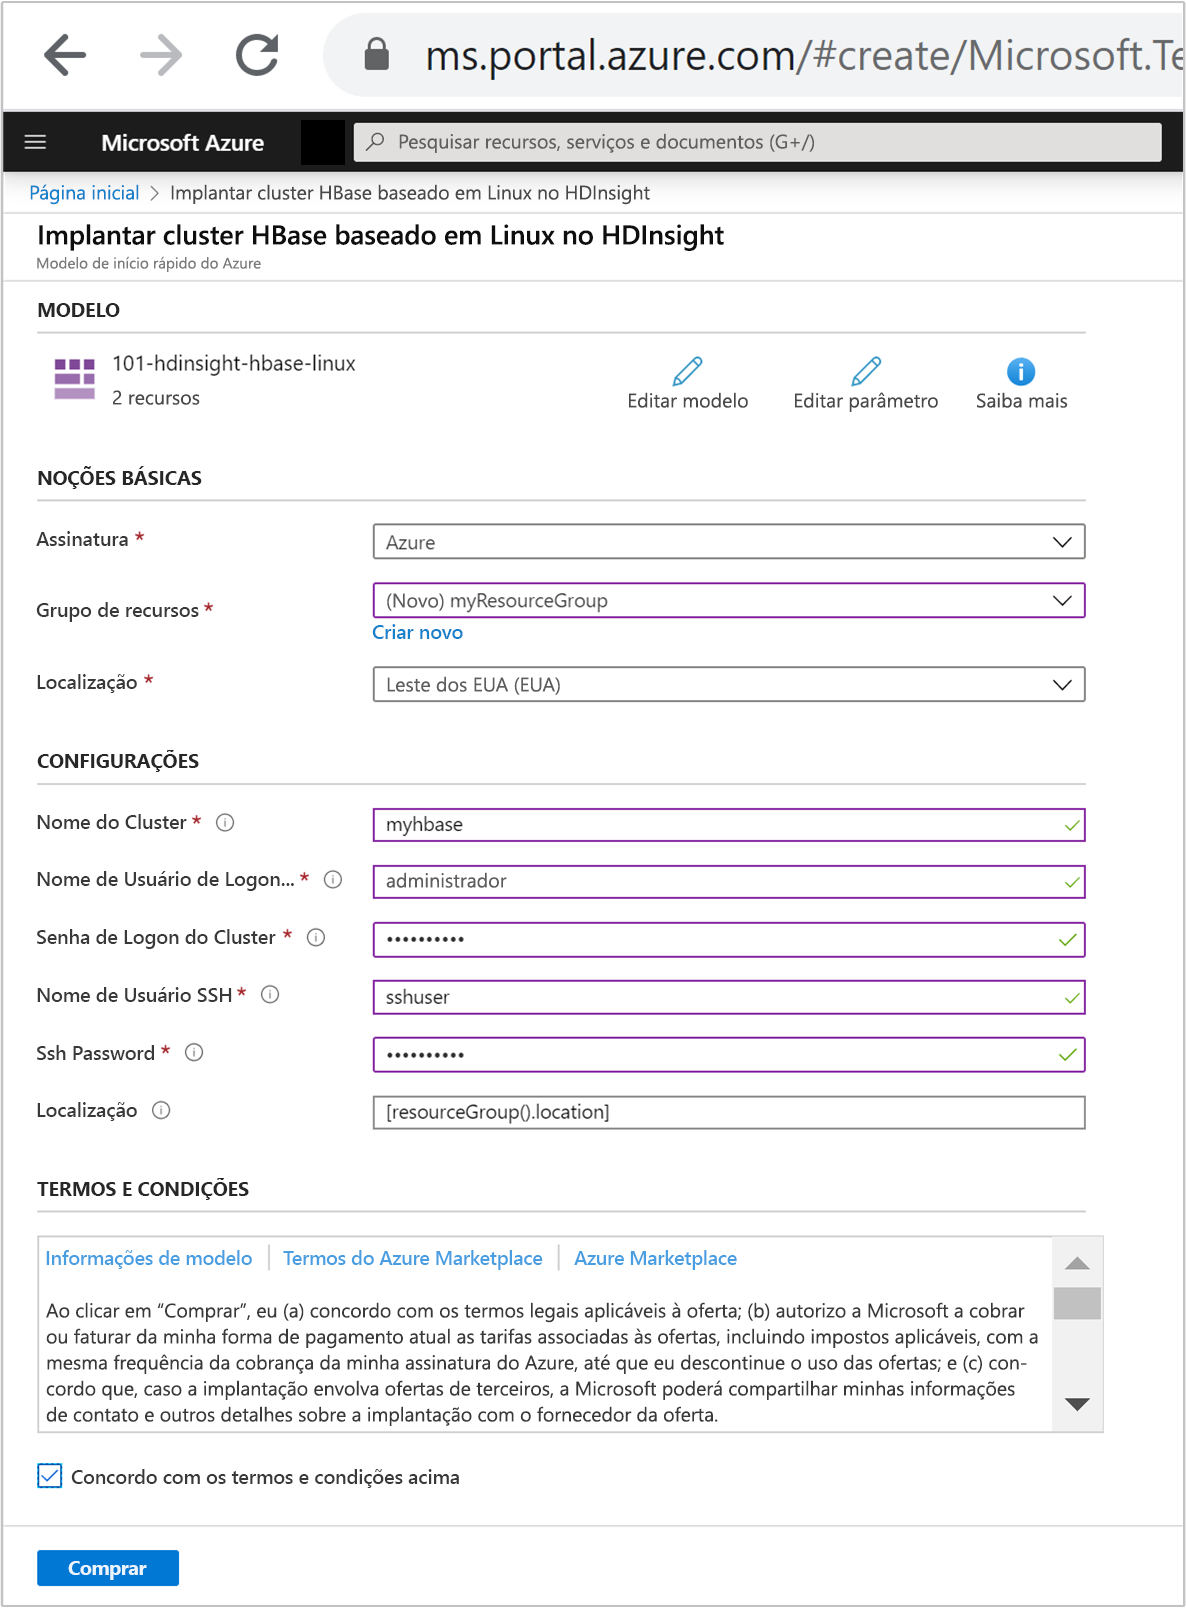 ms.portal.azure.com/#create/Microsoft.Te
Microsoft Azure
Pesquisar recursos, serviços e documentos (G+/)
Página inicial > Implantar cluster HBase baseado em Linux no HDInsight
Implantar cluster HBase baseado em Linux no HDInsight
Modelo de início rápido do Azure
MODELO
101-hdinsight-hbase-linux
2 recursos
Editar modelo
Editar parâmetro
Saiba mais
NOÇÕES BÁSICAS
Assinatura *
Azure
Grupo de recursos *
(Novo) myResourceGroup
Criar novo
Localização *
Leste dos EUA (EUA)
CONFIGURAÇÕES
Nome do Cluster *
myhbase
Nome de Usuário de Logon... *
administrador
Senha de Logon do Cluster *
••••••••••
Nome de Usuário SSH *
sshuser
Ssh Password *
••••••••••
Localização
[resourceGroup().location]
TERMOS E CONDIÇÕES
Informações de modelo | Termos do Azure Marketplace | Azure Marketplace
Ao clicar em “Comprar”, eu (a) concordo com os termos legais aplicáveis à oferta; (b) autorizo a Microsoft a cobrar
ou faturar da minha forma de pagamento atual as tarifas associadas às ofertas, incluindo impostos aplicáveis, com a
mesma frequência da cobrança da minha assinatura do Azure, até que eu descontinue o uso das ofertas; e (c) con-
cordo que, caso a implantação envolva ofertas de terceiros, a Microsoft poderá compartilhar minhas informações
de contato e outros detalhes sobre a implantação com o fornecedor da oferta.
Concordo com os termos e condições acima
Comprar